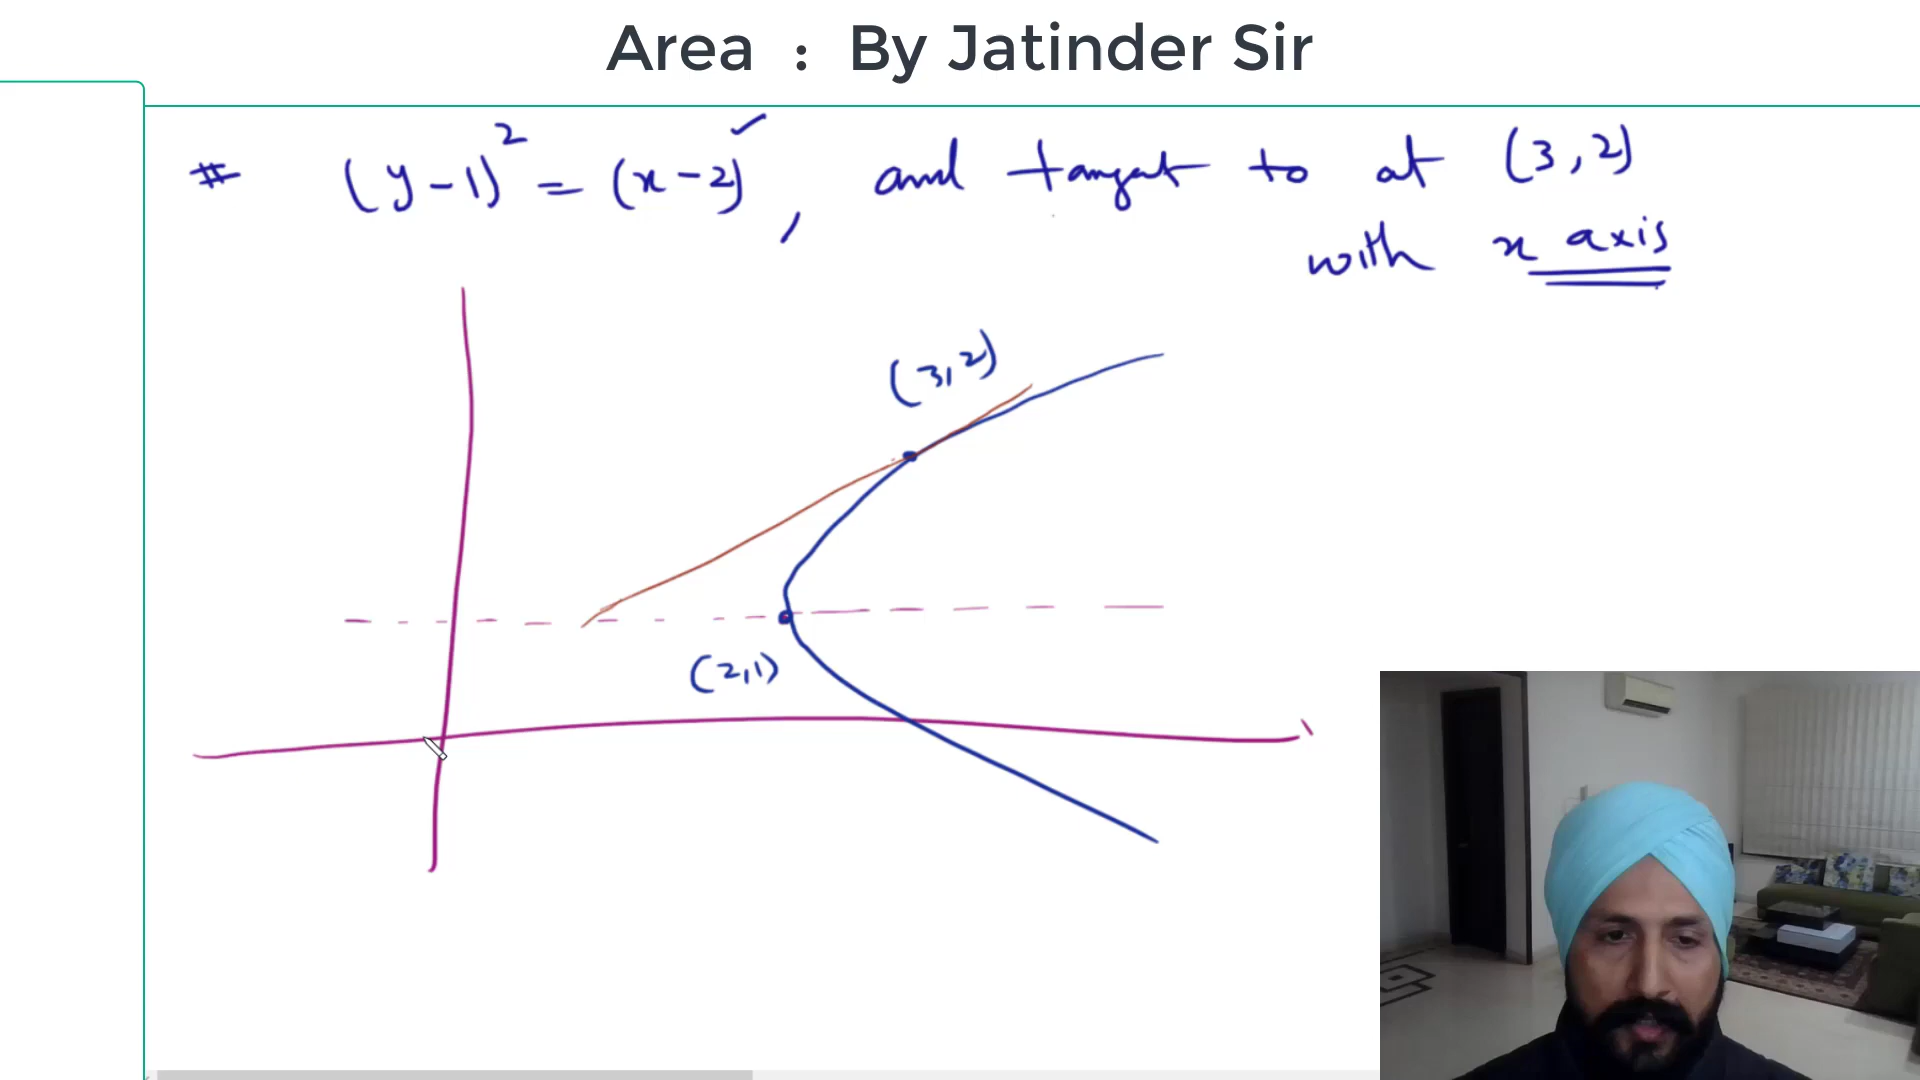 Area : By Jatinder Sir
# (y-1)² = (x-2), and tangent to at (3,2)
with x axis
(3,2)
(2,1)